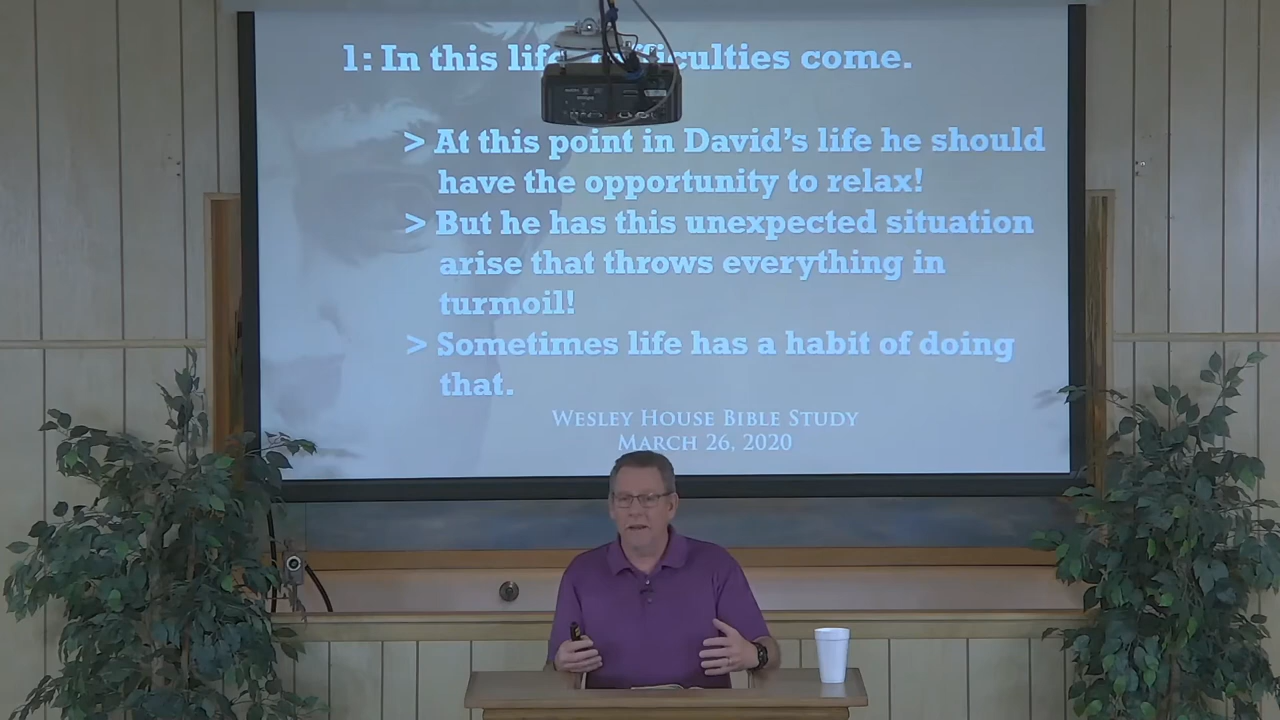 1: In this life difficulties come.
> At this point in David's life he should
have the opportunity to relax!
> But he has this unexpected situation
arise that throws everything in
turmoil!
> Sometimes life has a habit of doing
that.
Wesley House Bible Study
March 26, 2020